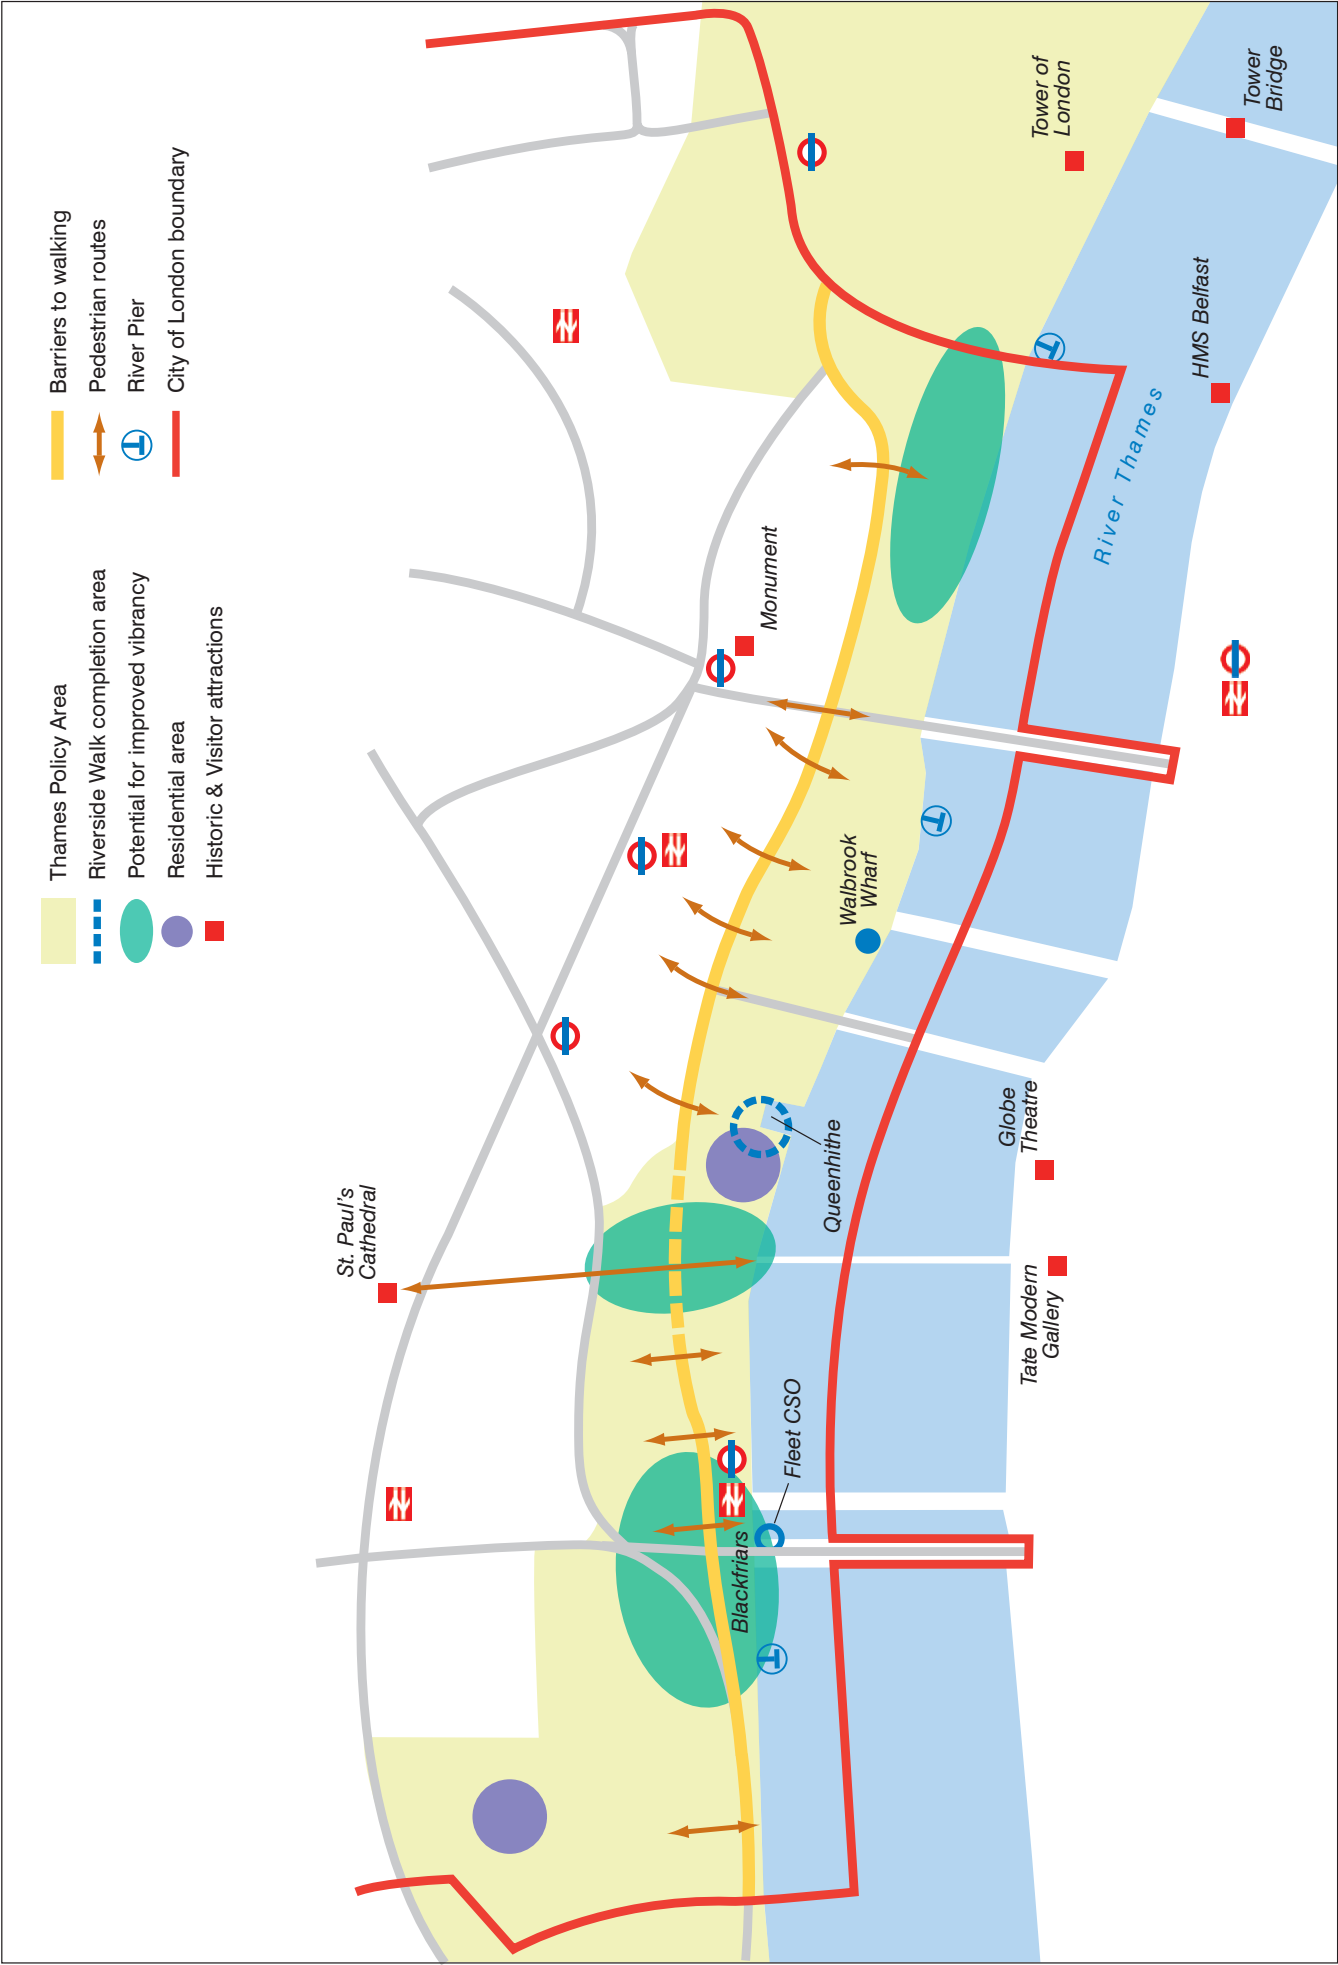 Thames Policy Area
Riverside Walk completion area
Potential for improved vibrancy
Residential area
Historic & Visitor attractions
Barriers to walking
Pedestrian routes
T River Pier
City of London boundary
St. Paul's
Cathedral
Monument
Tower of
London
Tower
Bridge
HMS Belfast
River Thames
T
T
T
Walbrook
Wharf
Queenhithe
Globe
Theatre
Tate Modern
Gallery
Fleet CSO
Blackfriars